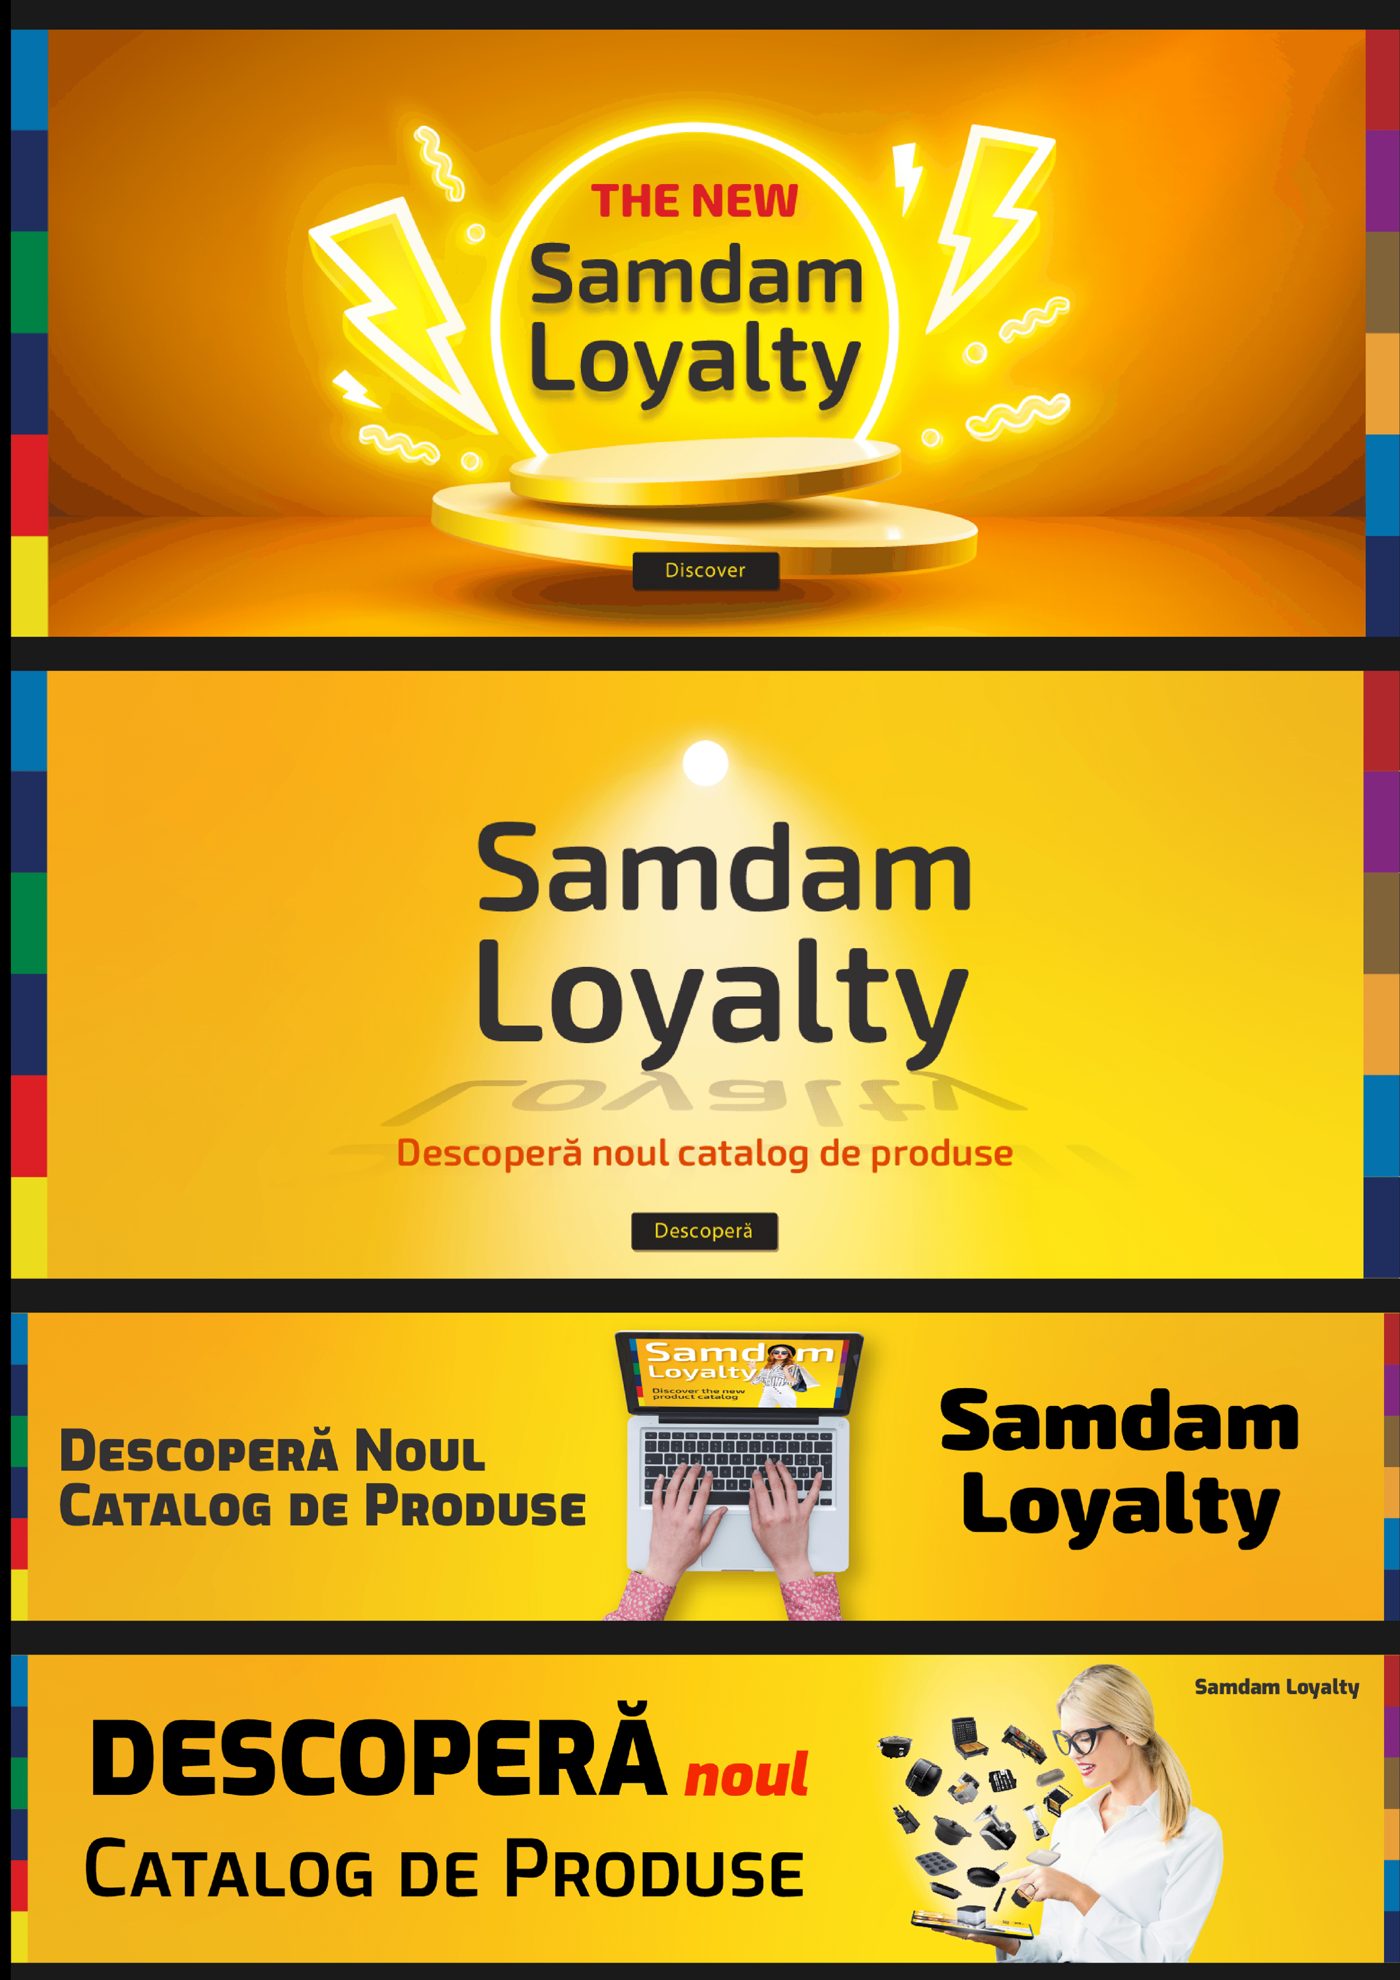 THE NEW
Samdam
Loyalty
Discover
Samdam
Loyalty
Loyalty
Descoperă noul catalog de produse
Descoperă
Descoperă Noul
Catalog de Produse
Samdam
Loyalty
Discover the new
product catalog
Samdam
Loyalty
DESCOPERĂ noul
Catalog de Produse
Samdam Loyalty